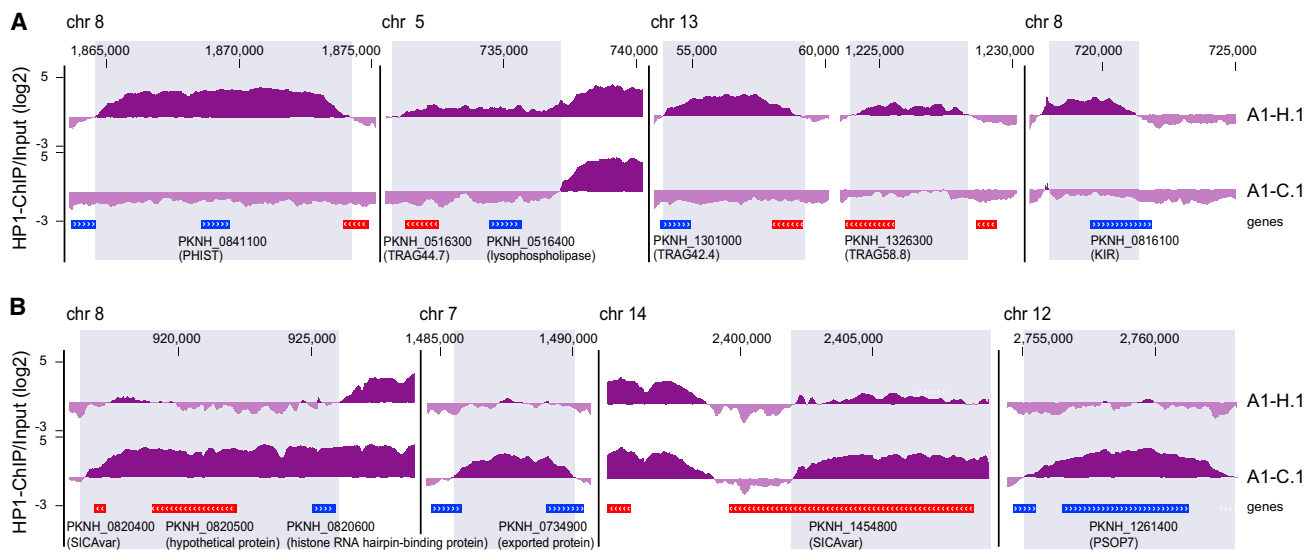 A
chr 8
chr 5
chr 13
chr 8
1,865,000 1,870,000 1,875,000 735,000 740,000 55,000 60,000 1,225,000 1,230,000 720,000 725,000
HP1-ChIP/Input (log2)
5
-3
5
-3
A1-H.1
A1-C.1
genes
PKNH_0841100
(PHIST)
PKNH_0516300
(TRAG44.7)
PKNH_0516400
(lysophospholipase)
PKNH_1301000
(TRAG42.4)
PKNH_1326300
(TRAG58.8)
PKNH_0816100
(KIR)
B
chr 8
chr 7
chr 14
chr 12
920,000 925,000 1,485,000 1,490,000 2,400,000 2,405,000 2,755,000 2,760,000
HP1-ChIP/Input (log2)
5
-3
5
-3
A1-H.1
A1-C.1
genes
PKNH_0820400
(SICAvar)
PKNH_0820500
(hypothetical protein)
PKNH_0820600
(histone RNA hairpin-binding protein)
PKNH_0734900
(exported protein)
PKNH_1454800
(SICAvar)
PKNH_1261400
(PSOP7)